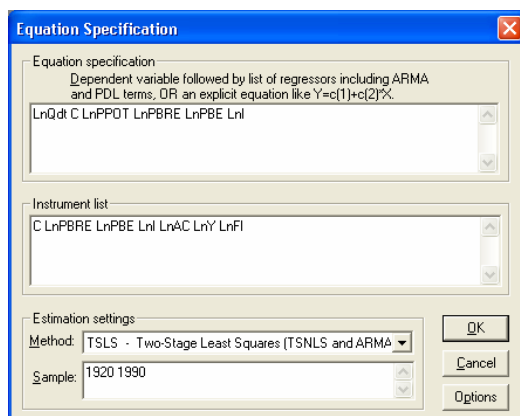 Equation Specification
Equation specification
Dependent variable followed by list of regressors including ARMA
and PDL terms, OR an explicit equation like Y=c(1)+c(2)*X.
LnQdt C LnPPOT LnPBRE LnPBE LnI
Instrument list
C LnPBRE LnPBE LnI LnAC LnY LnFI
Estimation settings
Method: TSLS - Two-Stage Least Squares (TSNLS and ARMA
Sample: 1920 1990
OK
Cancel
Options